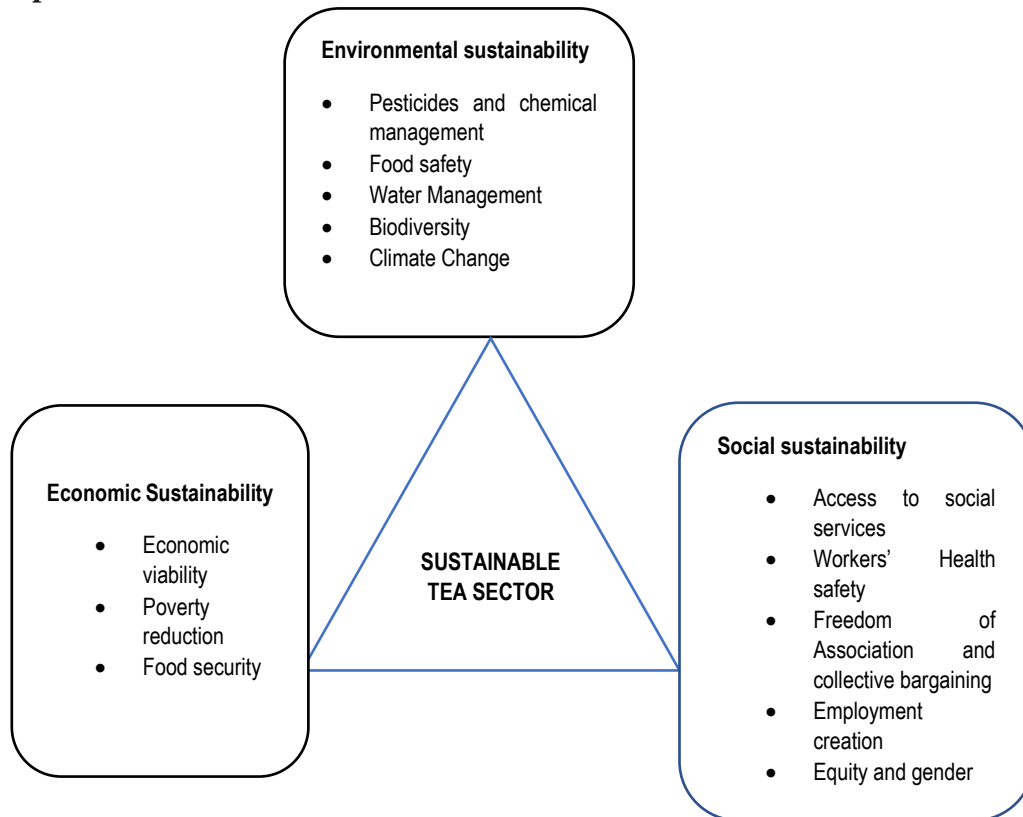 Environmental sustainability
• Pesticides and chemical
management
• Food safety
• Water Management
• Biodiversity
• Climate Change
Economic Sustainability
• Economic
viability
• Poverty
reduction
• Food security
SUSTAINABLE
TEA SECTOR
Social sustainability
• Access to social
services
• Workers’ Health
safety
• Freedom of
Association and
collective bargaining
• Employment
creation
• Equity and gender